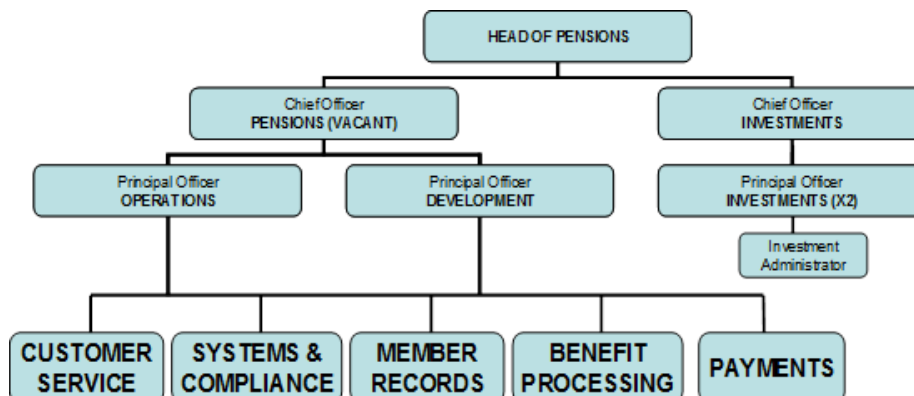 HEAD OF PENSIONS
Chief Officer
PENSIONS (VACANT)
Chief Officer
INVESTMENTS
Principal Officer
OPERATIONS
Principal Officer
DEVELOPMENT
Principal Officer
INVESTMENTS (X2)
Investment
Administrator
CUSTOMER
SERVICE
SYSTEMS &
COMPLIANCE
MEMBER
RECORDS
BENEFIT
PROCESSING
PAYMENTS